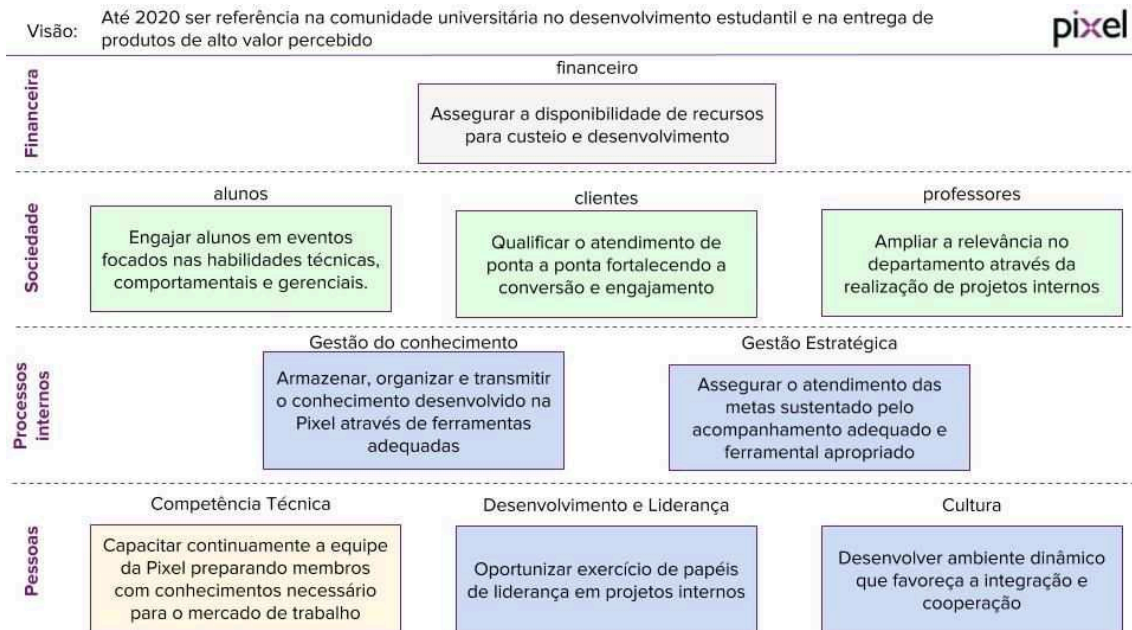 Visão:
Até 2020 ser referência na comunidade universitária no desenvolvimento estudantil e na entrega de
produtos de alto valor percebido
pixel
Financeira
financeiro
Assegurar a disponibilidade de recursos
para custeio e desenvolvimento
Sociedade
alunos
Engajar alunos em eventos
focados nas habilidades técnicas,
comportamentais e gerenciais.
clientes
Qualificar o atendimento de
ponta a ponta fortalecendo a
conversão e engajamento
professores
Ampliar a relevância no
departamento através da
realização de projetos internos
Processos
internos
Gestão do conhecimento
Armazenar, organizar e transmitir
o conhecimento desenvolvido na
Pixel através de ferramentas
adequadas
Gestão Estratégica
Assegurar o atendimento das
metas sustentado pelo
acompanhamento adequado e
ferramental apropriado
Pessoas
Competência Técnica
Capacitar continuamente a equipe
da Pixel preparando membros
com conhecimentos necessário
para o mercado de trabalho
Desenvolvimento e Liderança
Oportunizar exercício de papéis
de liderança em projetos internos
Cultura
Desenvolver ambiente dinâmico
que favoreça a integração e
cooperação